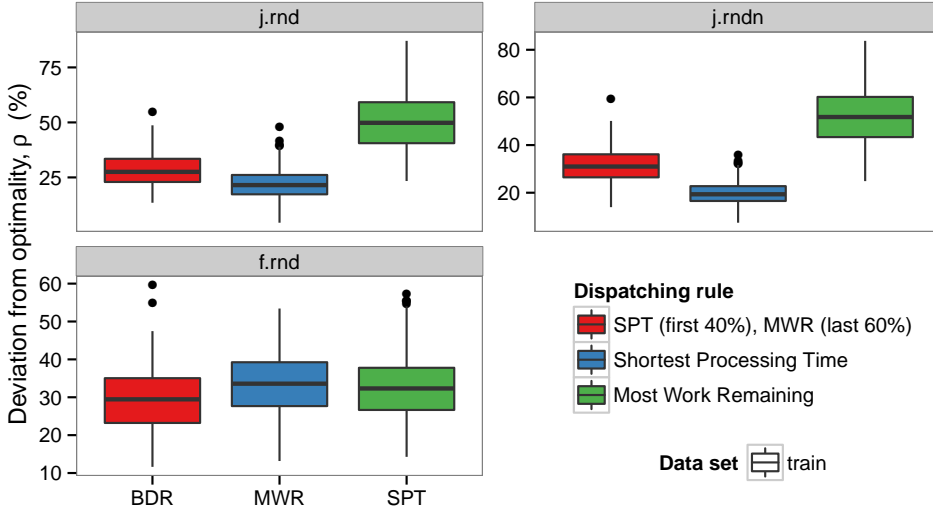 j.rnd
j.rndn
Deviation from optimality, ρ (%)
75
50
25
80
60
40
20
f.rnd
60
50
40
30
20
10
BDR MWR SPT
Dispatching rule
SPT (first 40%), MWR (last 60%)
Shortest Processing Time
Most Work Remaining
Data set train